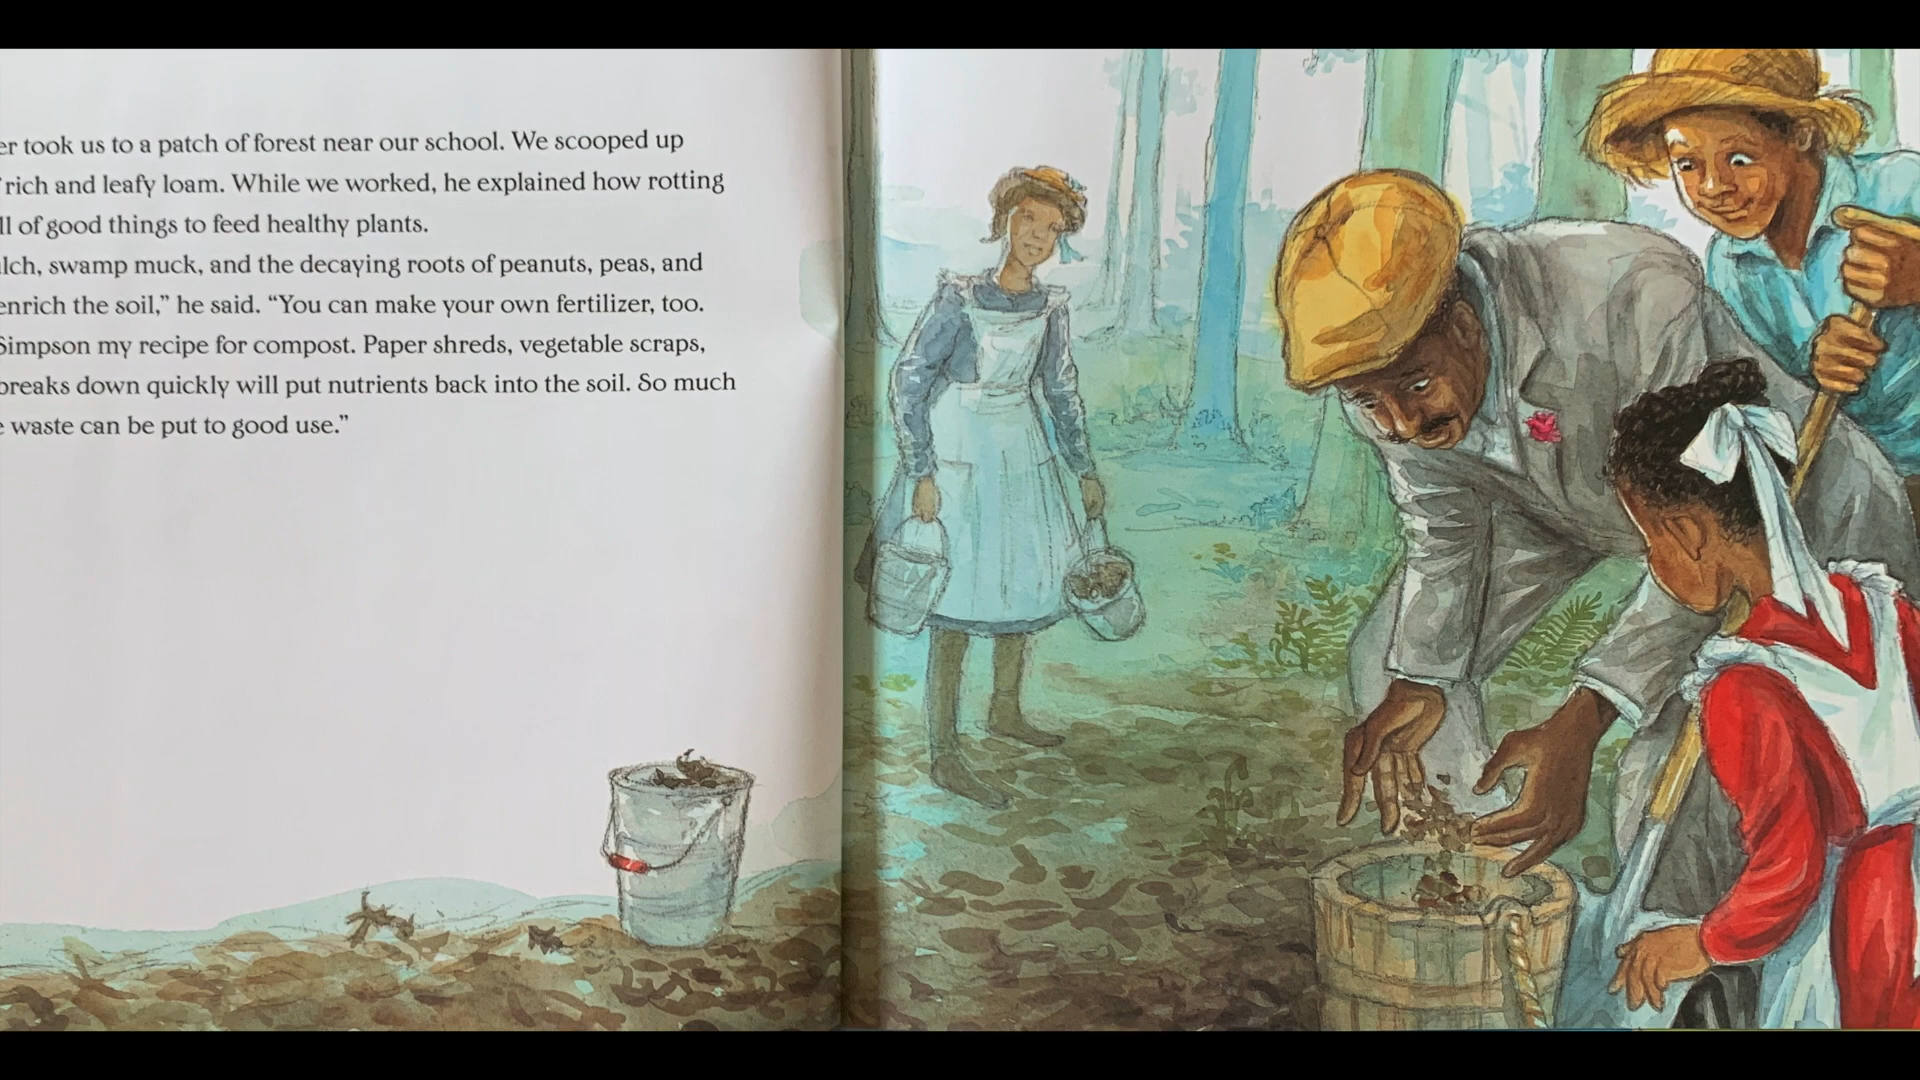 took us to a patch of forest near our school. We scooped up
rich and leafy loam. While we worked, he explained how rotting
of good things to feed healthy plants.
swamp muck, and the decaying roots of peanuts, peas, and
enrich the soil,” he said. “You can make your own fertilizer, too.
Simpson my recipe for compost. Paper shreds, vegetable scraps,
breaks down quickly will put nutrients back into the soil. So much
waste can be put to good use.”